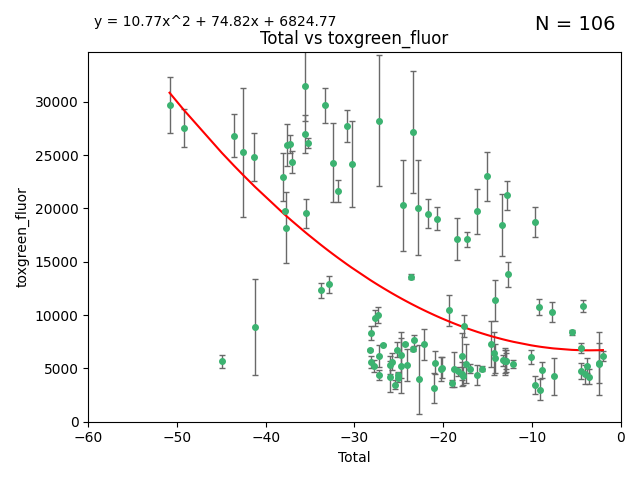 y = 10.77x^2 + 74.82x + 6824.77
N = 106
Total vs toxgreen_fluor
30000
25000
20000
15000
10000
5000
0
toxgreen_fluor
−60
−50
−40
−30
−20
−10
0
Total